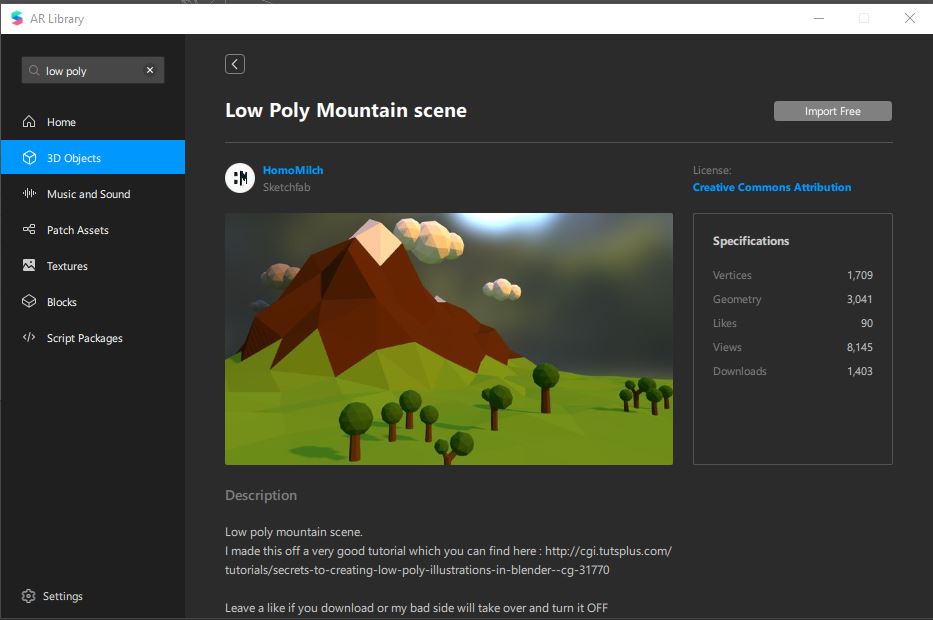 AR Library
low poly
Home
3D Objects
Music and Sound
Patch Assets
Textures
Blocks
Script Packages
Settings
Low Poly Mountain scene
Import Free
HomoMilch
Sketchfab
License:
Creative Commons Attribution
Specifications
Vertices 1,709
Geometry 3,041
Likes 90
Views 8,145
Downloads 1,403
Description
Low poly mountain scene.
I made this off a very good tutorial which you can find here : http://cgi.tutsplus.com/
tutorials/secrets-to-creating-low-poly-illustrations-in-blender--cg-31770
Leave a like if you download or my bad side will take over and turn it OFF